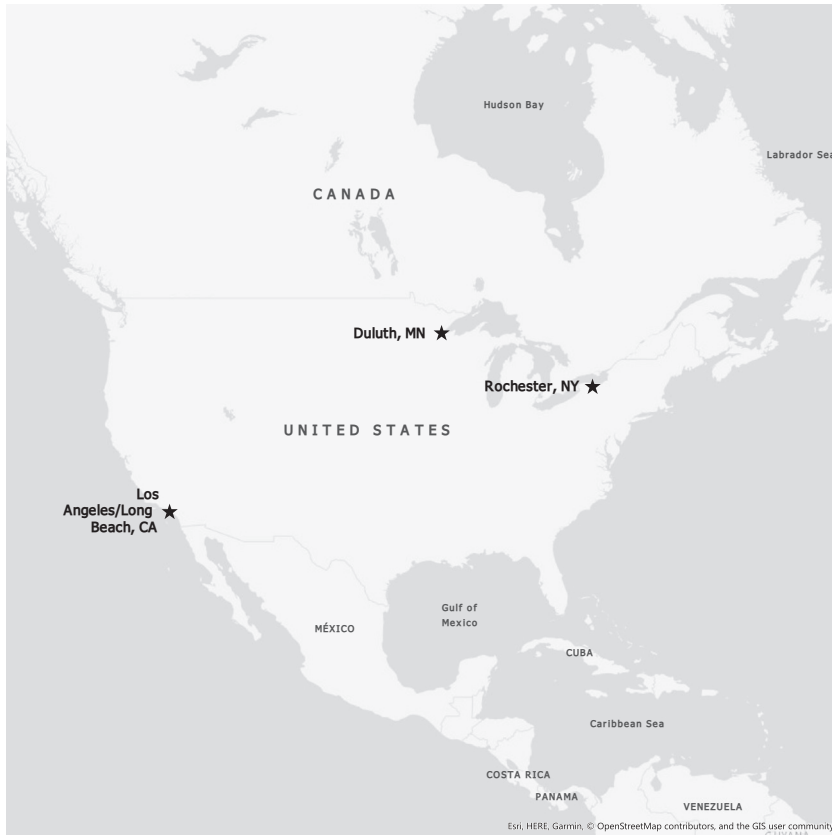 Hudson Bay
Labrador Sea
CANADA
Duluth, MN
Rochester, NY
UNITED STATES
Los
Angeles/Long
Beach, CA
Gulf of
Mexico
MÉXICO
CUBA
Caribbean Sea
COSTA RICA
PANAMA
VENEZUELA
Esri, HERE, Garmin, © OpenStreetMap contributors, and the GIS user community